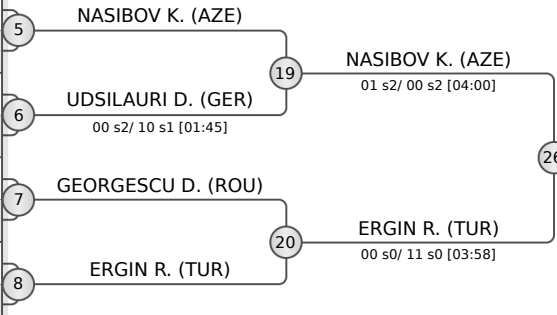 NASIBOV K. (AZE)
5
19
NASIBOV K. (AZE)
01 s2/ 00 s2 [04:00]
UDSILAURI D. (GER)
6
00 s2/ 10 s1 [01:45]
26
GEORGESCU D. (ROU)
7
20
ERGIN R. (TUR)
00 s0/ 11 s0 [03:58]
ERGIN R. (TUR)
8